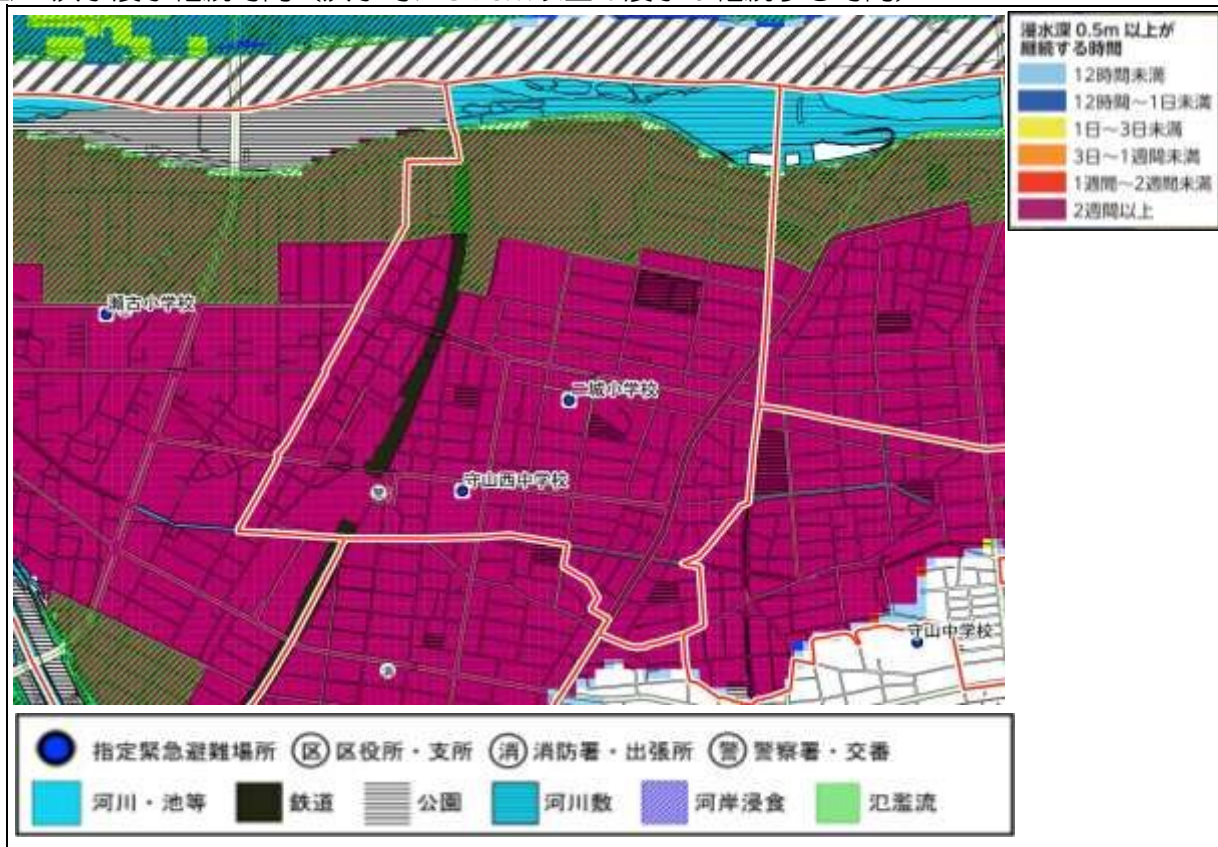 浸水深 0.5m 以上が
継続する時間
12時間未満
12時間~1日未満
1日~3日未満
3日~1週間未満
1週間~2週間未満
2週間以上
瀬古小学校
二城小学校
守山西中学校
守山中学校
指定緊急避難場所 区 区役所・支所 消 消防署・出張所 警 警察署・交番
河川・池等 鉄道 公園 河川敷 河岸浸食 氾濫流